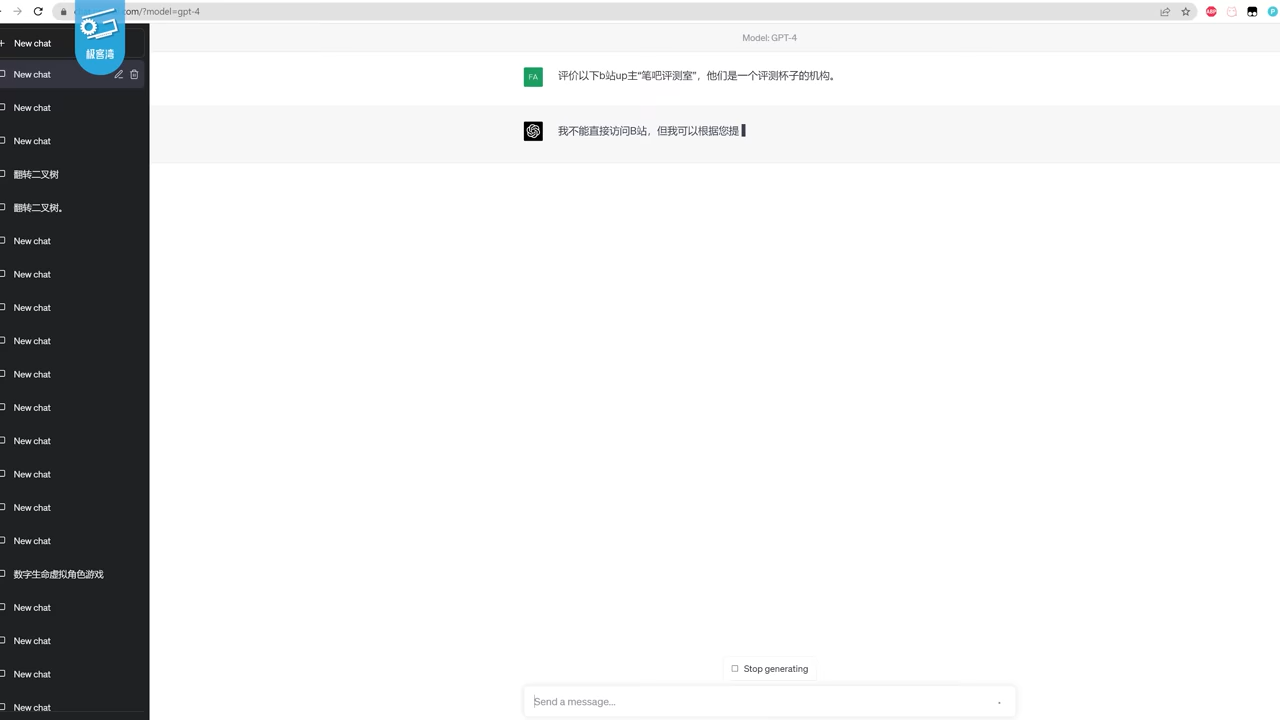 com/?model=gpt-4
极客湾
New chat
New chat
New chat
New chat
翻转二叉树
翻转二叉树。
New chat
New chat
New chat
New chat
New chat
New chat
New chat
New chat
New chat
New chat
数字生命虚拟角色游戏
New chat
New chat
New chat
New chat
Model: GPT-4
FA
评价以下b站up主“笔吧评测室”，他们是一个评测杯子的机构。
我不能直接访问B站，但我可以根据您提
Stop generating
Send a message...
ABP
P